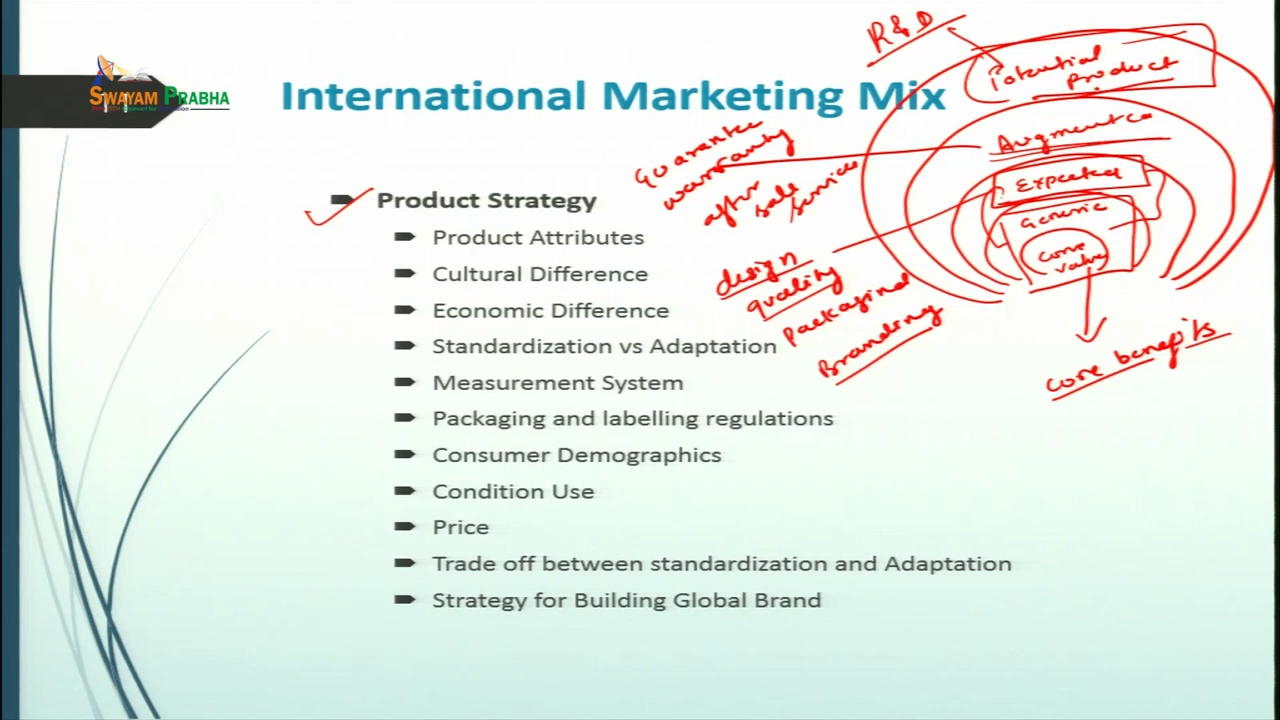 SWAYAM PRABHA
International Marketing Mix
Product Strategy
Product Attributes
Cultural Difference
Economic Difference
Standardization vs Adaptation
Measurement System
Packaging and labelling regulations
Consumer Demographics
Condition Use
Price
Trade off between standardization and Adaptation
Strategy for Building Global Brand
R&D
Potential
Product
Augmented
Expected
Generic
Core
value
core benefits
Guarantee
warranty
after
sale
service
design
quality
Packaging
Branding